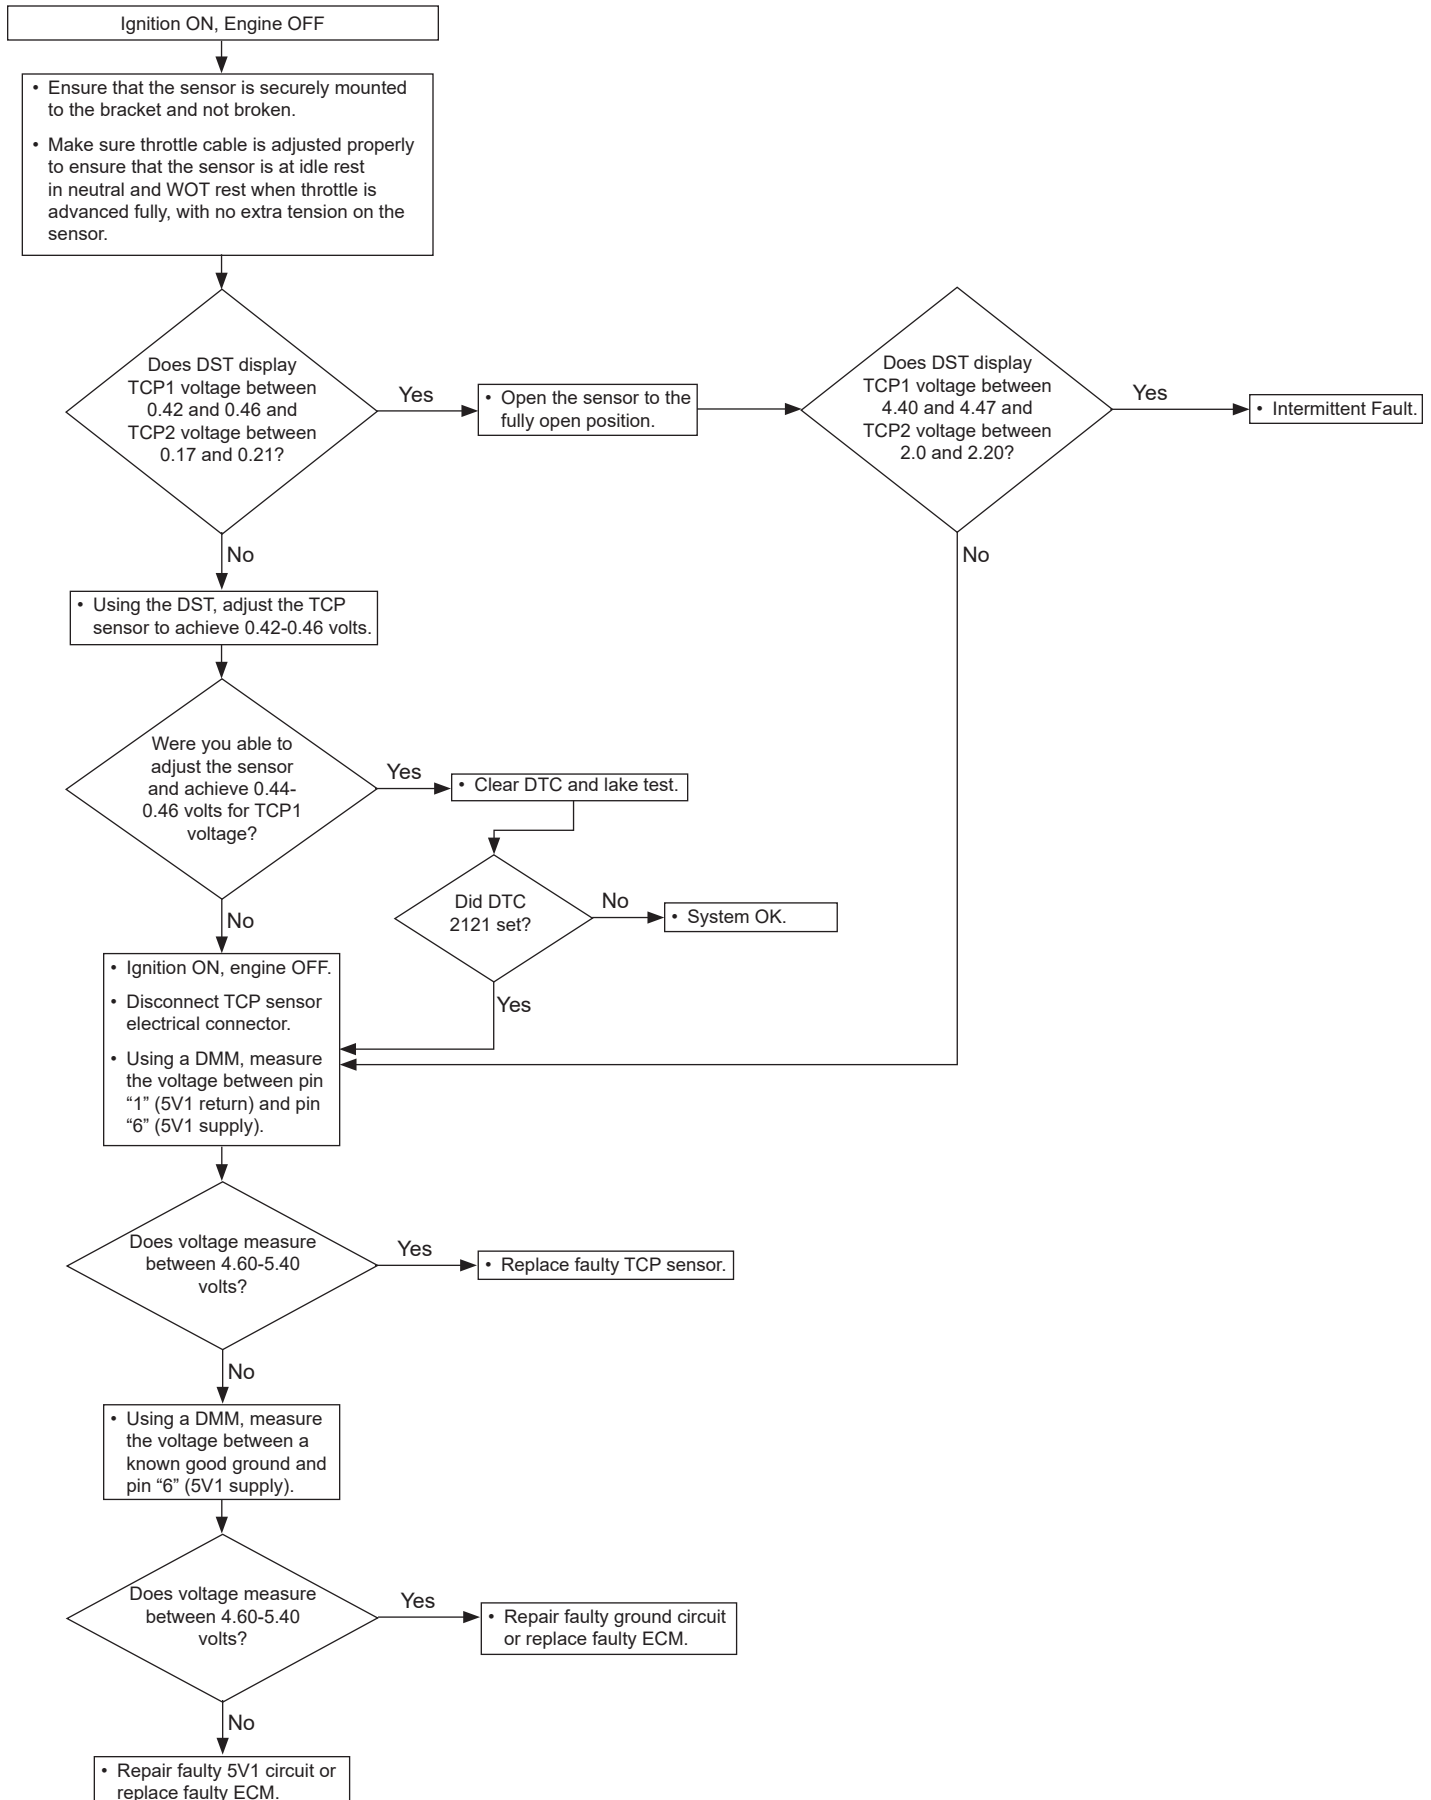 Ignition ON, Engine OFF
• Ensure that the sensor is securely mounted
to the bracket and not broken.
• Make sure throttle cable is adjusted properly
to ensure that the sensor is at idle rest
in neutral and WOT rest when throttle is
advanced fully, with no extra tension on the
sensor.
Does DST display
TCP1 voltage between
0.42 and 0.46 and
TCP2 voltage between
0.17 and 0.21?
Yes
• Open the sensor to the
fully open position.
Does DST display
TCP1 voltage between
4.40 and 4.47 and
TCP2 voltage between
2.0 and 2.20?
Yes
• Intermittent Fault.
No
No
• Using the DST, adjust the TCP
sensor to achieve 0.42-0.46 volts.
Were you able to
adjust the sensor
and achieve 0.44-
0.46 volts for TCP1
voltage?
Yes
• Clear DTC and lake test.
Did DTC
2121 set?
No
• System OK.
Yes
No
• Ignition ON, engine OFF.
• Disconnect TCP sensor
electrical connector.
• Using a DMM, measure
the voltage between pin
“1” (5V1 return) and pin
“6” (5V1 supply).
Does voltage measure
between 4.60-5.40
volts?
Yes
• Replace faulty TCP sensor.
No
• Using a DMM, measure
the voltage between a
known good ground and
pin “6” (5V1 supply).
Does voltage measure
between 4.60-5.40
volts?
Yes
• Repair faulty ground circuit
or replace faulty ECM.
No
• Repair faulty 5V1 circuit or
replace faulty ECM.